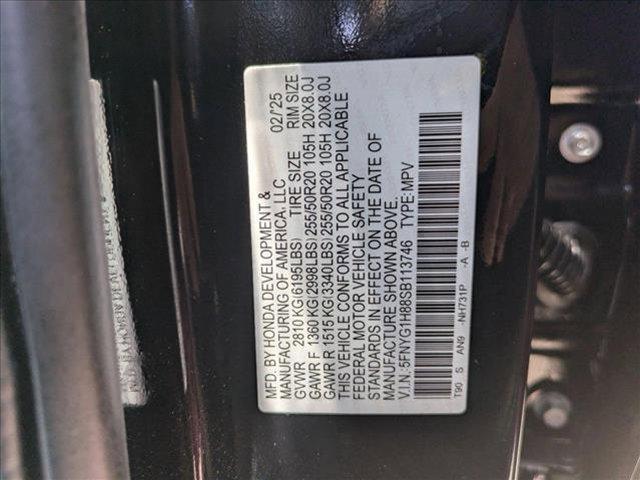 MFD. BY HONDA DEVELOPMENT &
MANUFACTURING OF AMERICA, LLC 02/25
GVWR 2810 KG(6195LBS) TIRE SIZE RIM SIZE
GAWR F 1360 KG(2998LBS)255/50R20 105H 20X8.0J
GAWR R 1515 KG(3340LBS)255/50R20 105H 20X8.0J
THIS VEHICLE CONFORMS TO ALL APPLICABLE
FEDERAL MOTOR VEHICLE SAFETY
STANDARDS IN EFFECT ON THE DATE OF
MANUFACTURE SHOWN ABOVE.
V.I.N.:5FNYG1H88SB113746 TYPE:MPV
T90 S AN9 NH731P -A -B